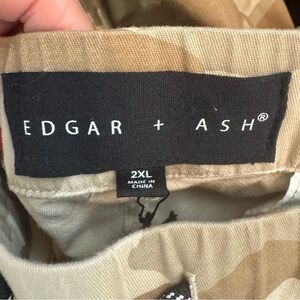 EDGAR + ASH®
2XL
MADE IN
CHINA